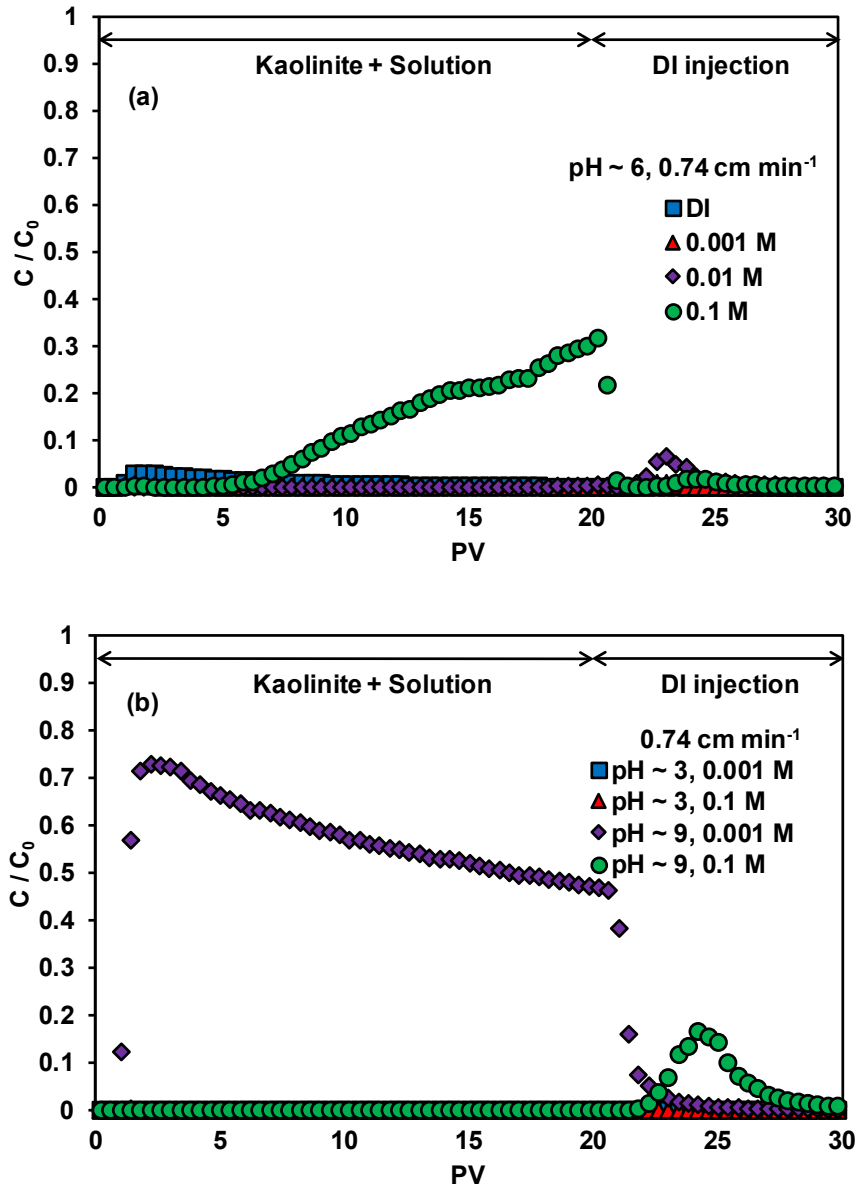 1
0.9
0.8
0.7
0.6
0.5
0.4
0.3
0.2
0.1
0
C / C₀
Kaolinite + Solution
DI injection
(a)
pH ~ 6, 0.74 cm min⁻¹
DI
0.001 M
0.01 M
0.1 M
0 5 10 15 20 25 30
PV
1
0.9
0.8
0.7
0.6
0.5
0.4
0.3
0.2
0.1
0
C / C₀
Kaolinite + Solution
DI injection
(b)
0.74 cm min⁻¹
pH ~ 3, 0.001 M
pH ~ 3, 0.1 M
pH ~ 9, 0.001 M
pH ~ 9, 0.1 M
0 5 10 15 20 25 30
PV